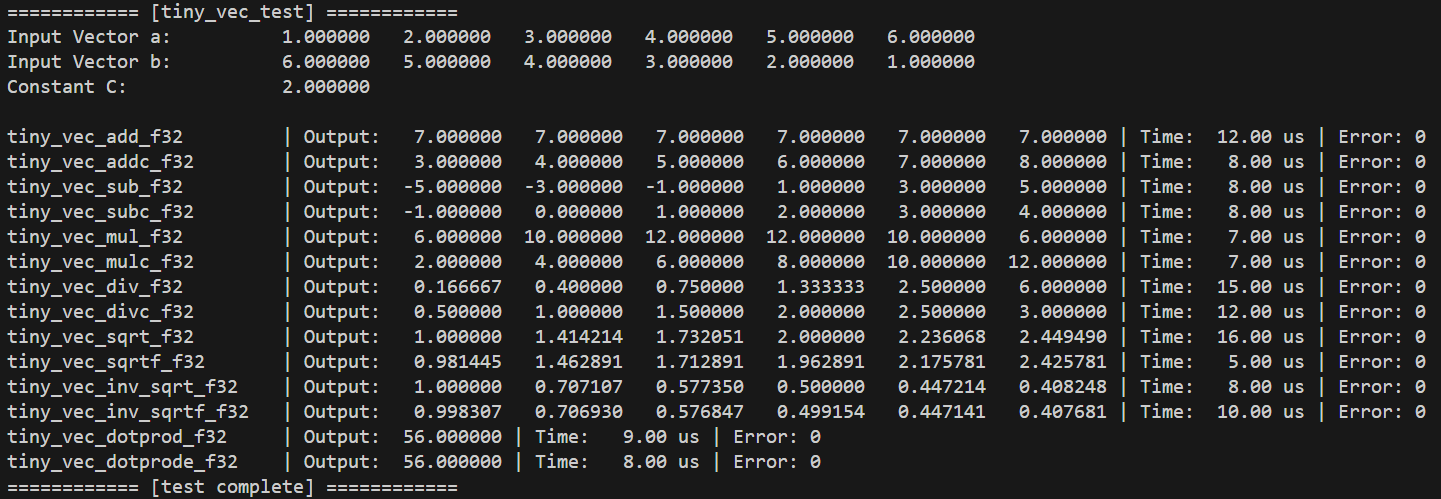 ============ [tiny_vec_test] ============
Input Vector a:          1.000000   2.000000   3.000000   4.000000   5.000000   6.000000
Input Vector b:          6.000000   5.000000   4.000000   3.000000   2.000000   1.000000
Constant C:              2.000000

tiny_vec_add_f32         | Output:   7.000000   7.000000   7.000000   7.000000   7.000000   7.000000 | Time:  12.00 us | Error: 0
tiny_vec_addc_f32        | Output:   3.000000   4.000000   5.000000   6.000000   7.000000   8.000000 | Time:   8.00 us | Error: 0
tiny_vec_sub_f32         | Output:  -5.000000  -3.000000  -1.000000   1.000000   3.000000   5.000000 | Time:   8.00 us | Error: 0
tiny_vec_subc_f32        | Output:  -1.000000   0.000000   1.000000   2.000000   3.000000   4.000000 | Time:   8.00 us | Error: 0
tiny_vec_mul_f32         | Output:   6.000000  10.000000  12.000000  12.000000  10.000000   6.000000 | Time:   7.00 us | Error: 0
tiny_vec_mulc_f32        | Output:   2.000000   4.000000   6.000000   8.000000  10.000000  12.000000 | Time:   7.00 us | Error: 0
tiny_vec_div_f32         | Output:   0.166667   0.400000   0.750000   1.333333   2.500000   6.000000 | Time:  15.00 us | Error: 0
tiny_vec_divc_f32        | Output:   0.500000   1.000000   1.500000   2.000000   2.500000   3.000000 | Time:  12.00 us | Error: 0
tiny_vec_sqrt_f32        | Output:   1.000000   1.414214   1.732051   2.000000   2.236068   2.449490 | Time:  16.00 us | Error: 0
tiny_vec_sqrtf_f32       | Output:   0.981445   1.462891   1.712891   1.962891   2.175781   2.425781 | Time:   5.00 us | Error: 0
tiny_vec_inv_sqrt_f32    | Output:   1.000000   0.707107   0.577350   0.500000   0.447214   0.408248 | Time:   8.00 us | Error: 0
tiny_vec_inv_sqrtf_f32   | Output:   0.998307   0.706930   0.576847   0.499154   0.447141   0.407681 | Time:  10.00 us | Error: 0
tiny_vec_dotprod_f32     | Output:  56.000000 | Time:   9.00 us | Error: 0
tiny_vec_dotprode_f32    | Output:  56.000000 | Time:   8.00 us | Error: 0
============ [test complete] ============